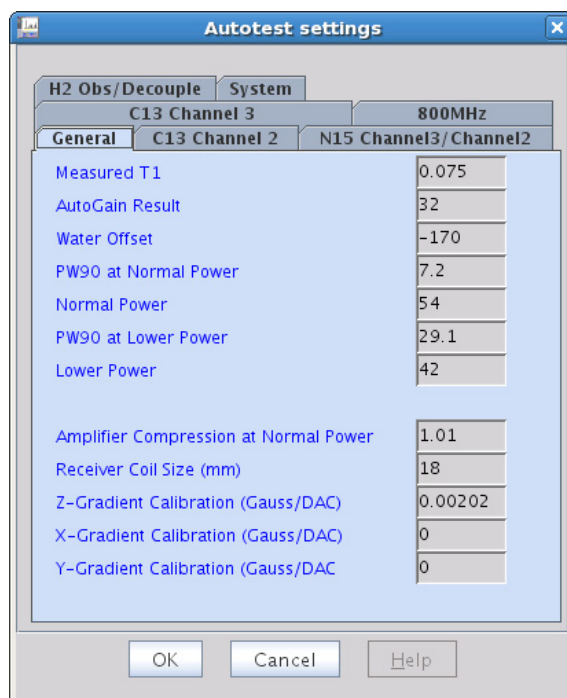 Autotest settings
H2 Obs/Decouple System
C13 Channel 3 800MHz
General C13 Channel 2 N15 Channel3/Channel2
Measured T1 0.075
AutoGain Result 32
Water Offset -170
PW90 at Normal Power 7.2
Normal Power 54
PW90 at Lower Power 29.1
Lower Power 42
Amplifier Compression at Normal Power 1.01
Receiver Coil Size (mm) 18
Z-Gradient Calibration (Gauss/DAC) 0.00202
X-Gradient Calibration (Gauss/DAC) 0
Y-Gradient Calibration (Gauss/DAC 0
OK Cancel Help